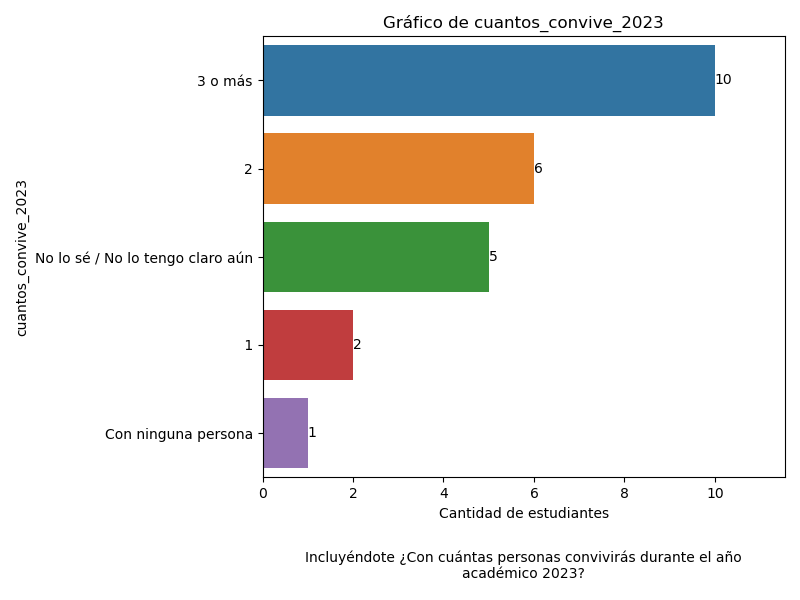 Gráfico de cuantos_convive_2023
cuantos_convive_2023
3 o más
10
2
6
No lo sé / No lo tengo claro aún
5
1
2
Con ninguna persona
1
0
2
4
6
8
10
Cantidad de estudiantes
Incluyéndote ¿Con cuántas personas convivirás durante el año
académico 2023?